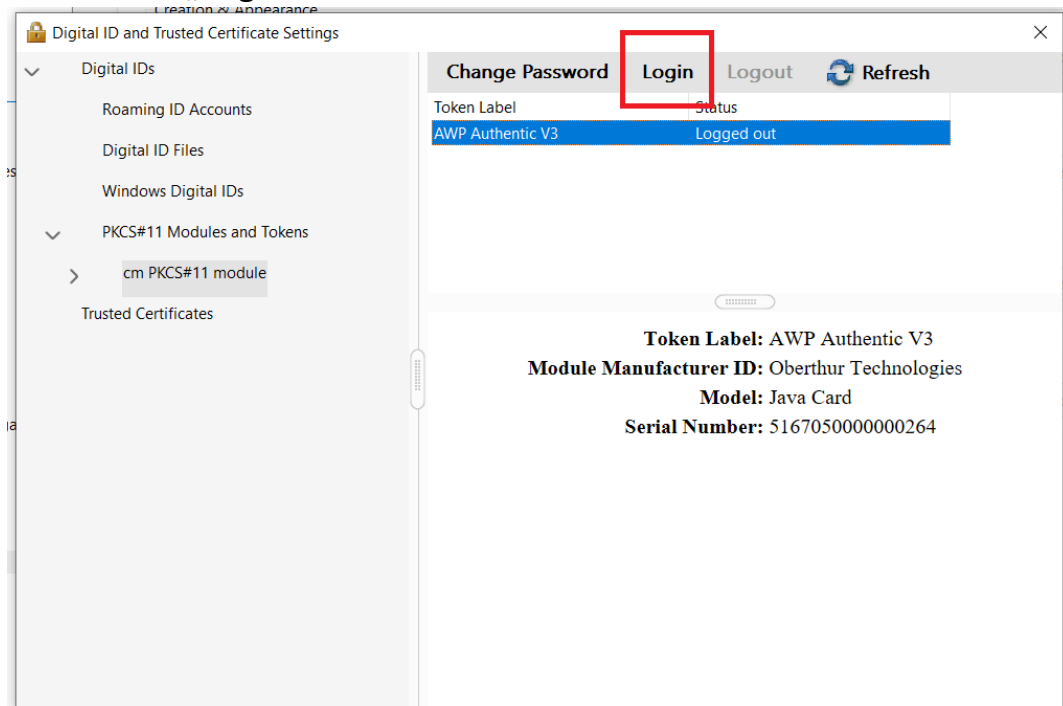 Creation & Appearance
Digital ID and Trusted Certificate Settings
Digital IDs
Roaming ID Accounts
Digital ID Files
Windows Digital IDs
PKCS#11 Modules and Tokens
cm PKCS#11 module
Trusted Certificates
Change Password Login Logout Refresh
Token Label Status
AWP Authentic V3 Logged out
Token Label: AWP Authentic V3
Module Manufacturer ID: Oberthur Technologies
Model: Java Card
Serial Number: 5167050000000264